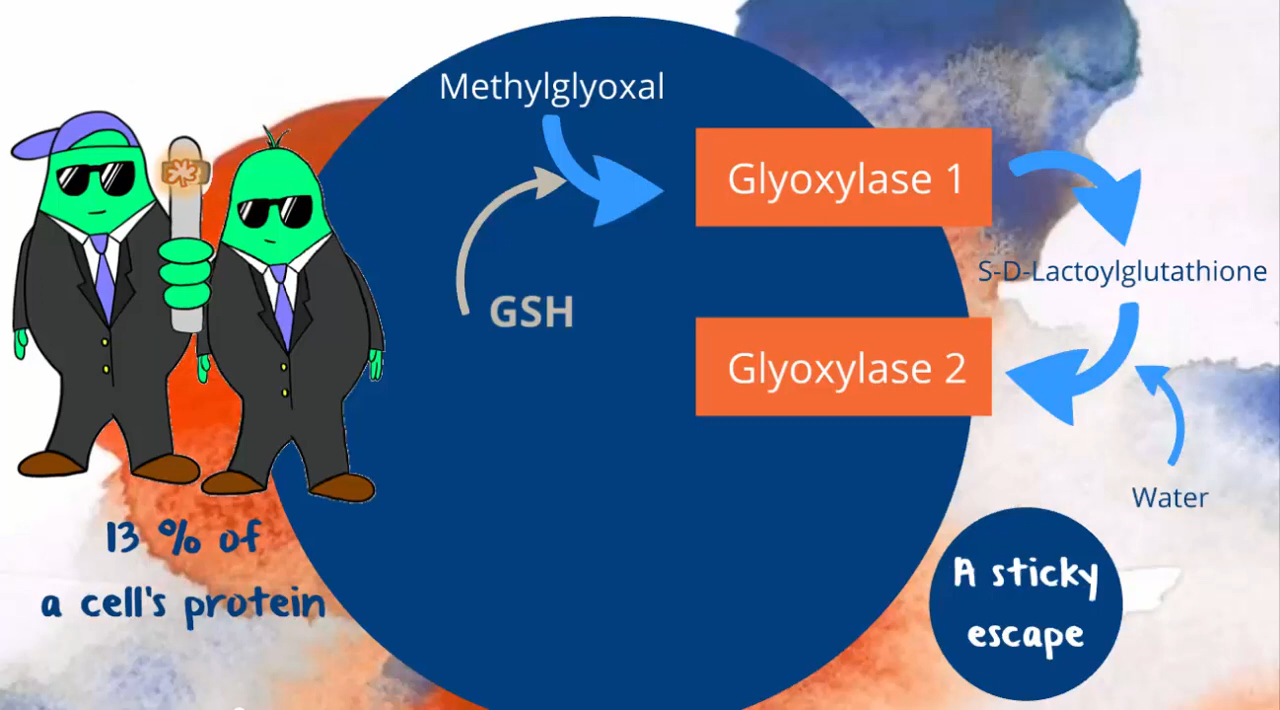 Methylglyoxal
Glyoxylase 1
S-D-Lactoylglutathione
GSH
Glyoxylase 2
Water
13 % of
a cell's protein
A sticky
escape